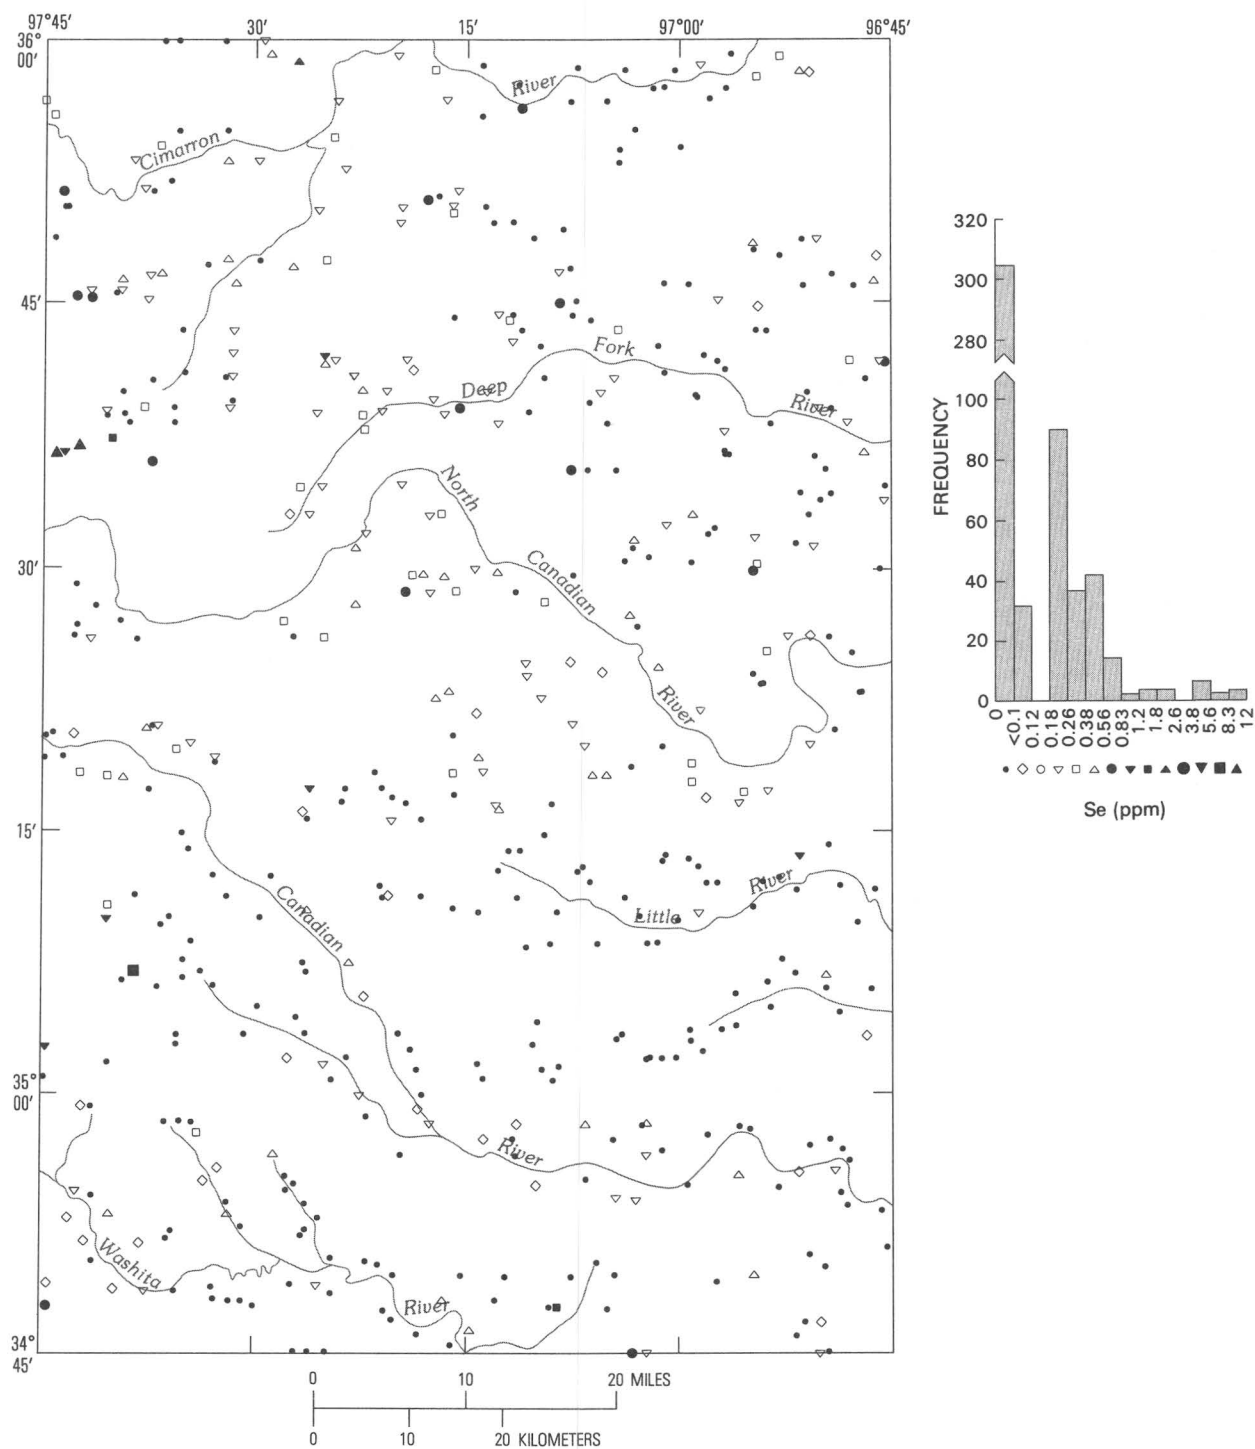 97°45′ 30′ 15′ 97°00′ 96°45′
36°
00′
River
Cimarron
45′
Fork
Deep
River
North
30′
Canadian
River
15′
Canadian
River
Little
35°
00′
River
Washita
River
34°
45′
0 10 20 MILES
0 10 20 KILOMETERS
320
300
280
100
80
60
40
20
0
FREQUENCY
0
<0.1
0.12
0.18
0.26
0.38
0.56
0.83
1.2
1.8
2.6
3.8
5.6
8.3
1.2
Se (ppm)